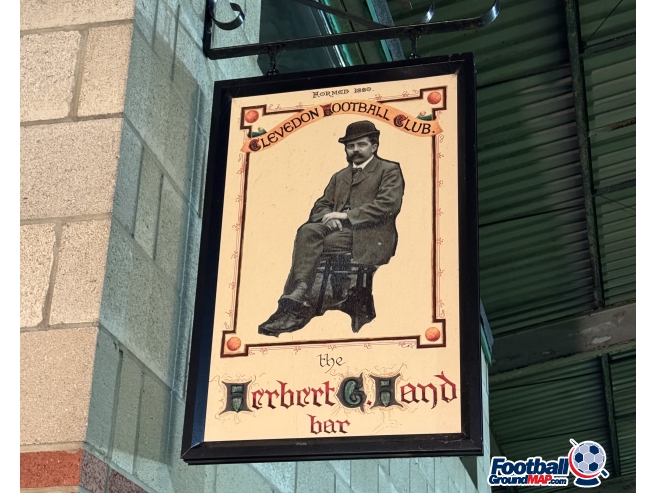 FORMED 1880.
CLEVEDON FOOTBALL CLUB.
the
Herbert G. Hand
bar
Football
GROUNDMAP.com